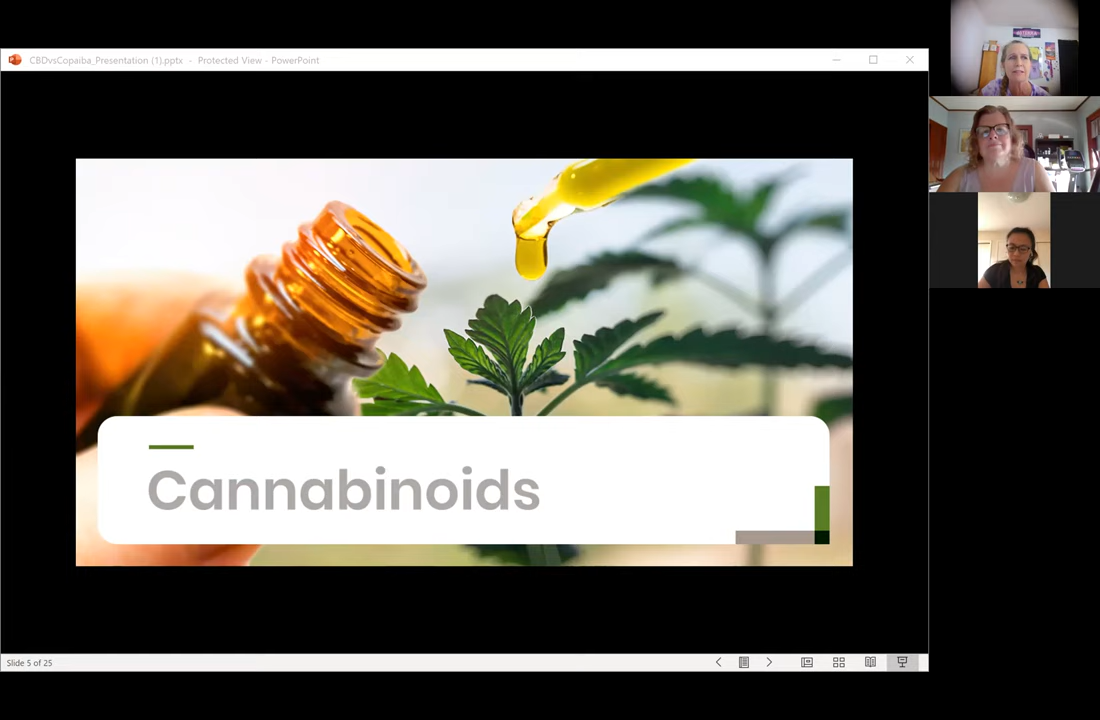 CBDvsCopaiba_Presentation (1).pptx - Protected View - PowerPoint
Cannabinoids
Slide 5 of 25